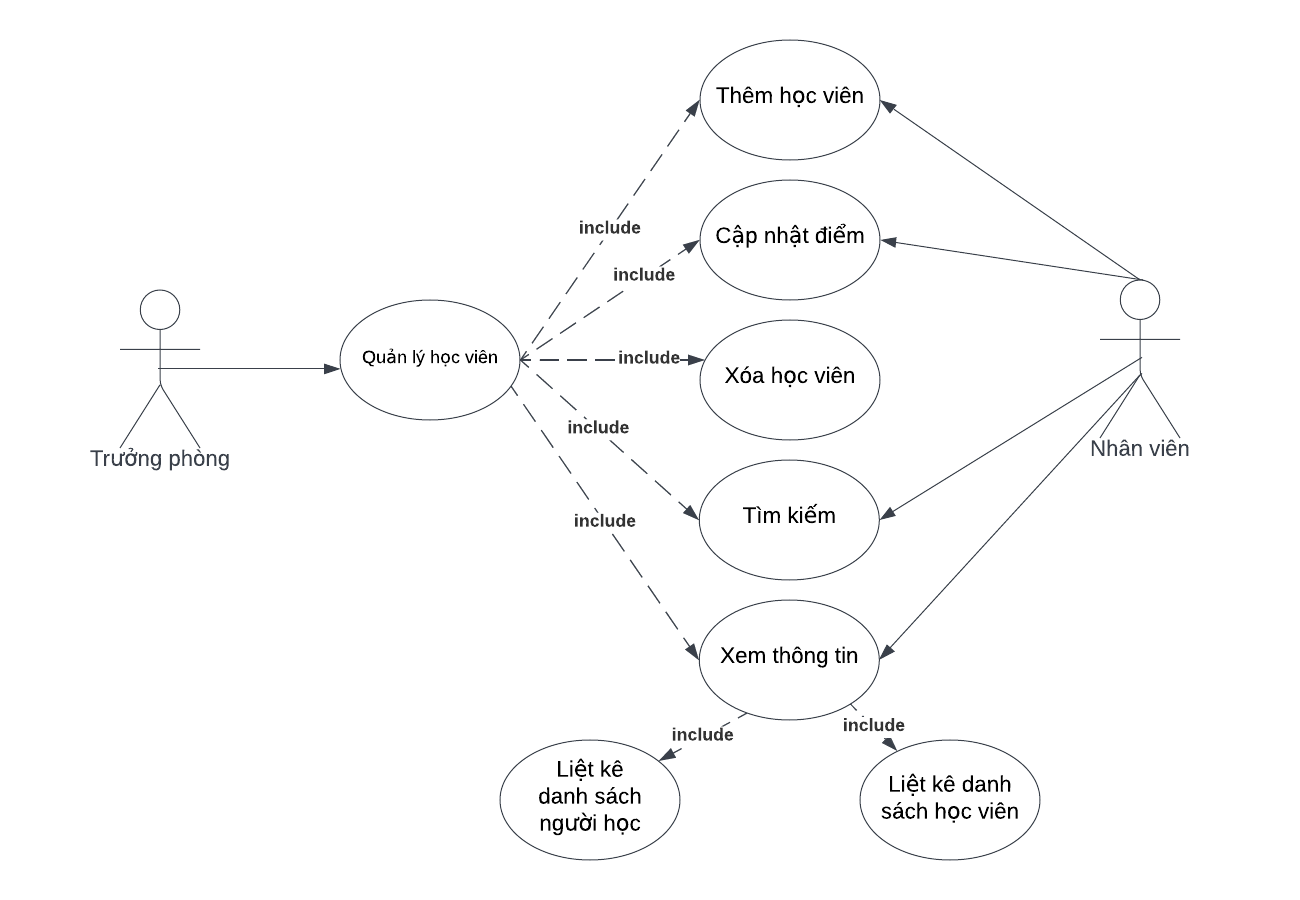 Thêm học viên
include
Cập nhật điểm
include
Quản lý học viên
include
Xóa học viên
include
Trưởng phòng
Nhân viên
Tìm kiếm
include
Xem thông tin
include
include
Liệt kê
danh sách
người học
Liệt kê danh
sách học viên